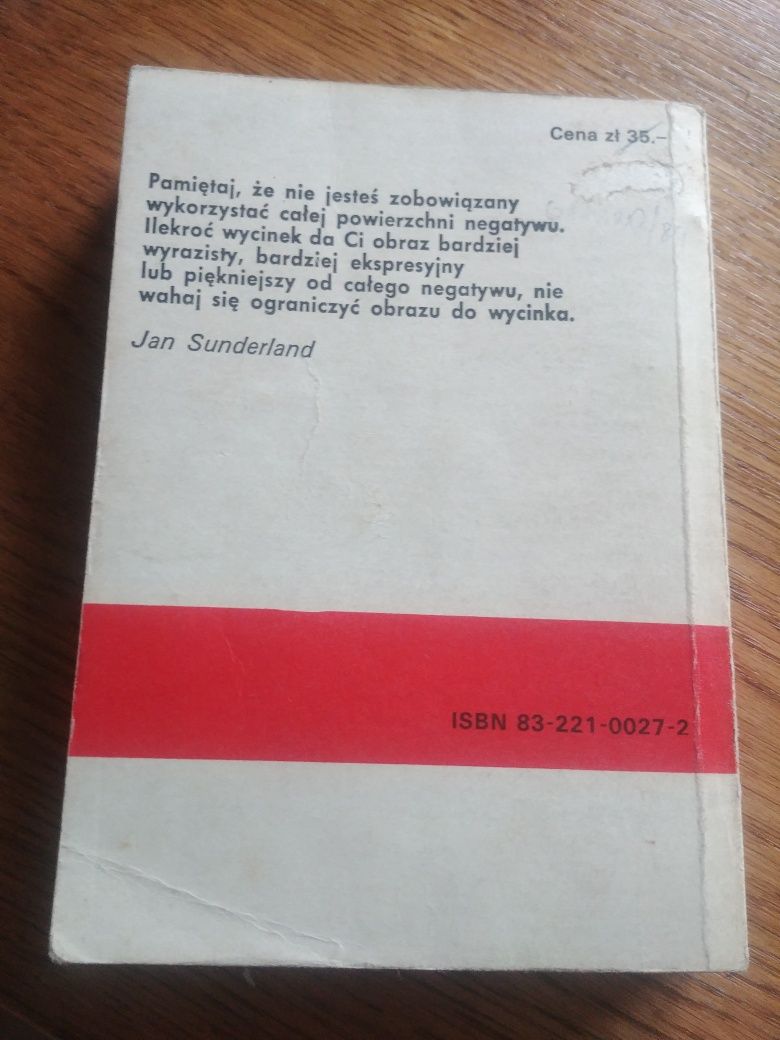 Cena zł 35.-
Pamiętaj, że nie jesteś zobowiązany
wykorzystać całej powierzchni negatywu.
Ilekroć wycinek da Ci obraz bardziej
wyrazisty, bardziej ekspresyjny
lub piękniejszy od całego negatywu, nie
wahaj się ograniczyć obrazu do wycinka.
Jan Sunderland
ISBN 83-221-0027-2